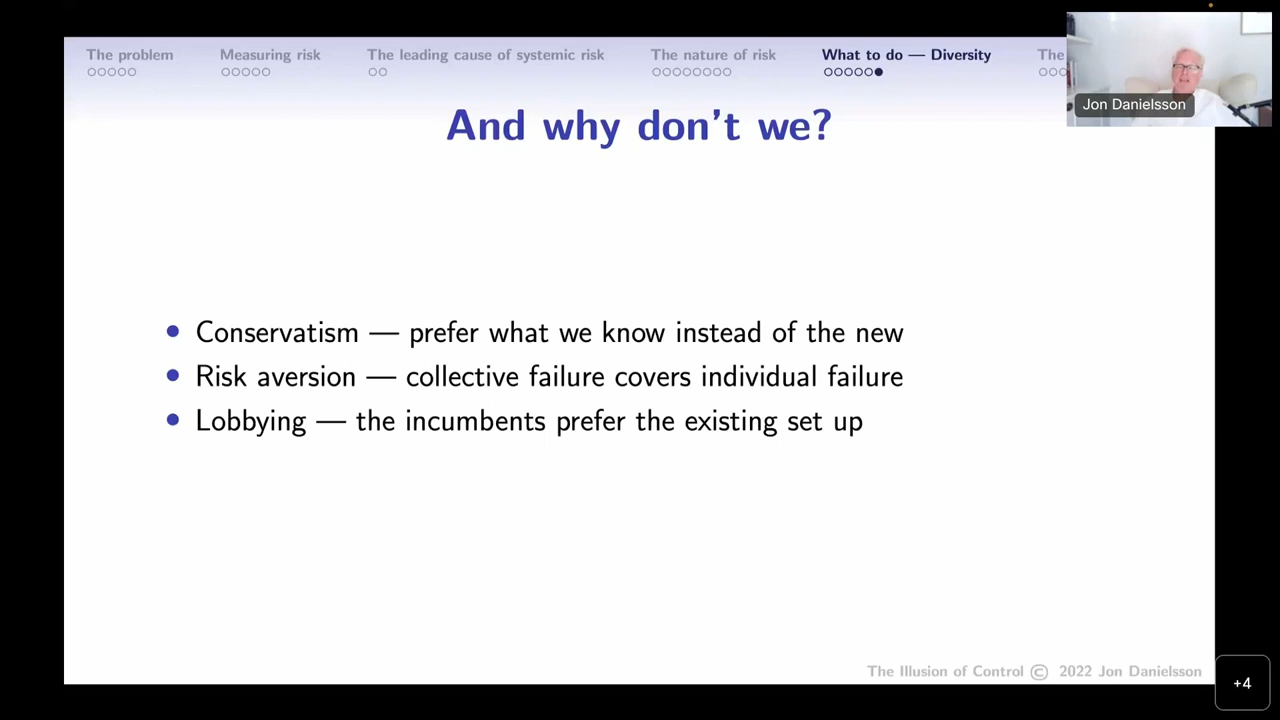 The problem
Measuring risk
The leading cause of systemic risk
The nature of risk
What to do — Diversity
The
Jon Danielsson
And why don't we?
• Conservatism — prefer what we know instead of the new
• Risk aversion — collective failure covers individual failure
• Lobbying — the incumbents prefer the existing set up
The Illusion of Control © 2022 Jon Danielsson
+4